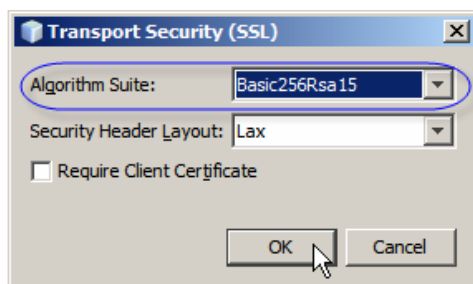 Transport Security (SSL)
Algorithm Suite: Basic256Rsa15
Security Header Layout: Lax
Require Client Certificate
OK Cancel